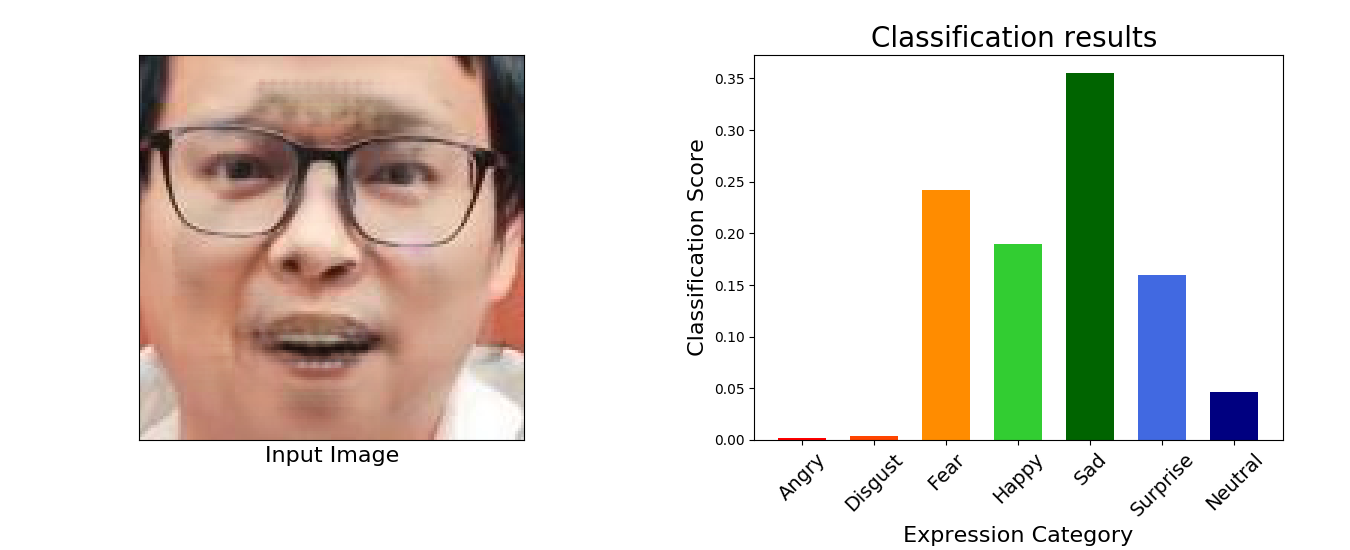 Input Image
Classification results
Classification Score
0.35
0.30
0.25
0.20
0.15
0.10
0.05
0.00
Angry
Disgust
Fear
Happy
Sad
Surprise
Neutral
Expression Category